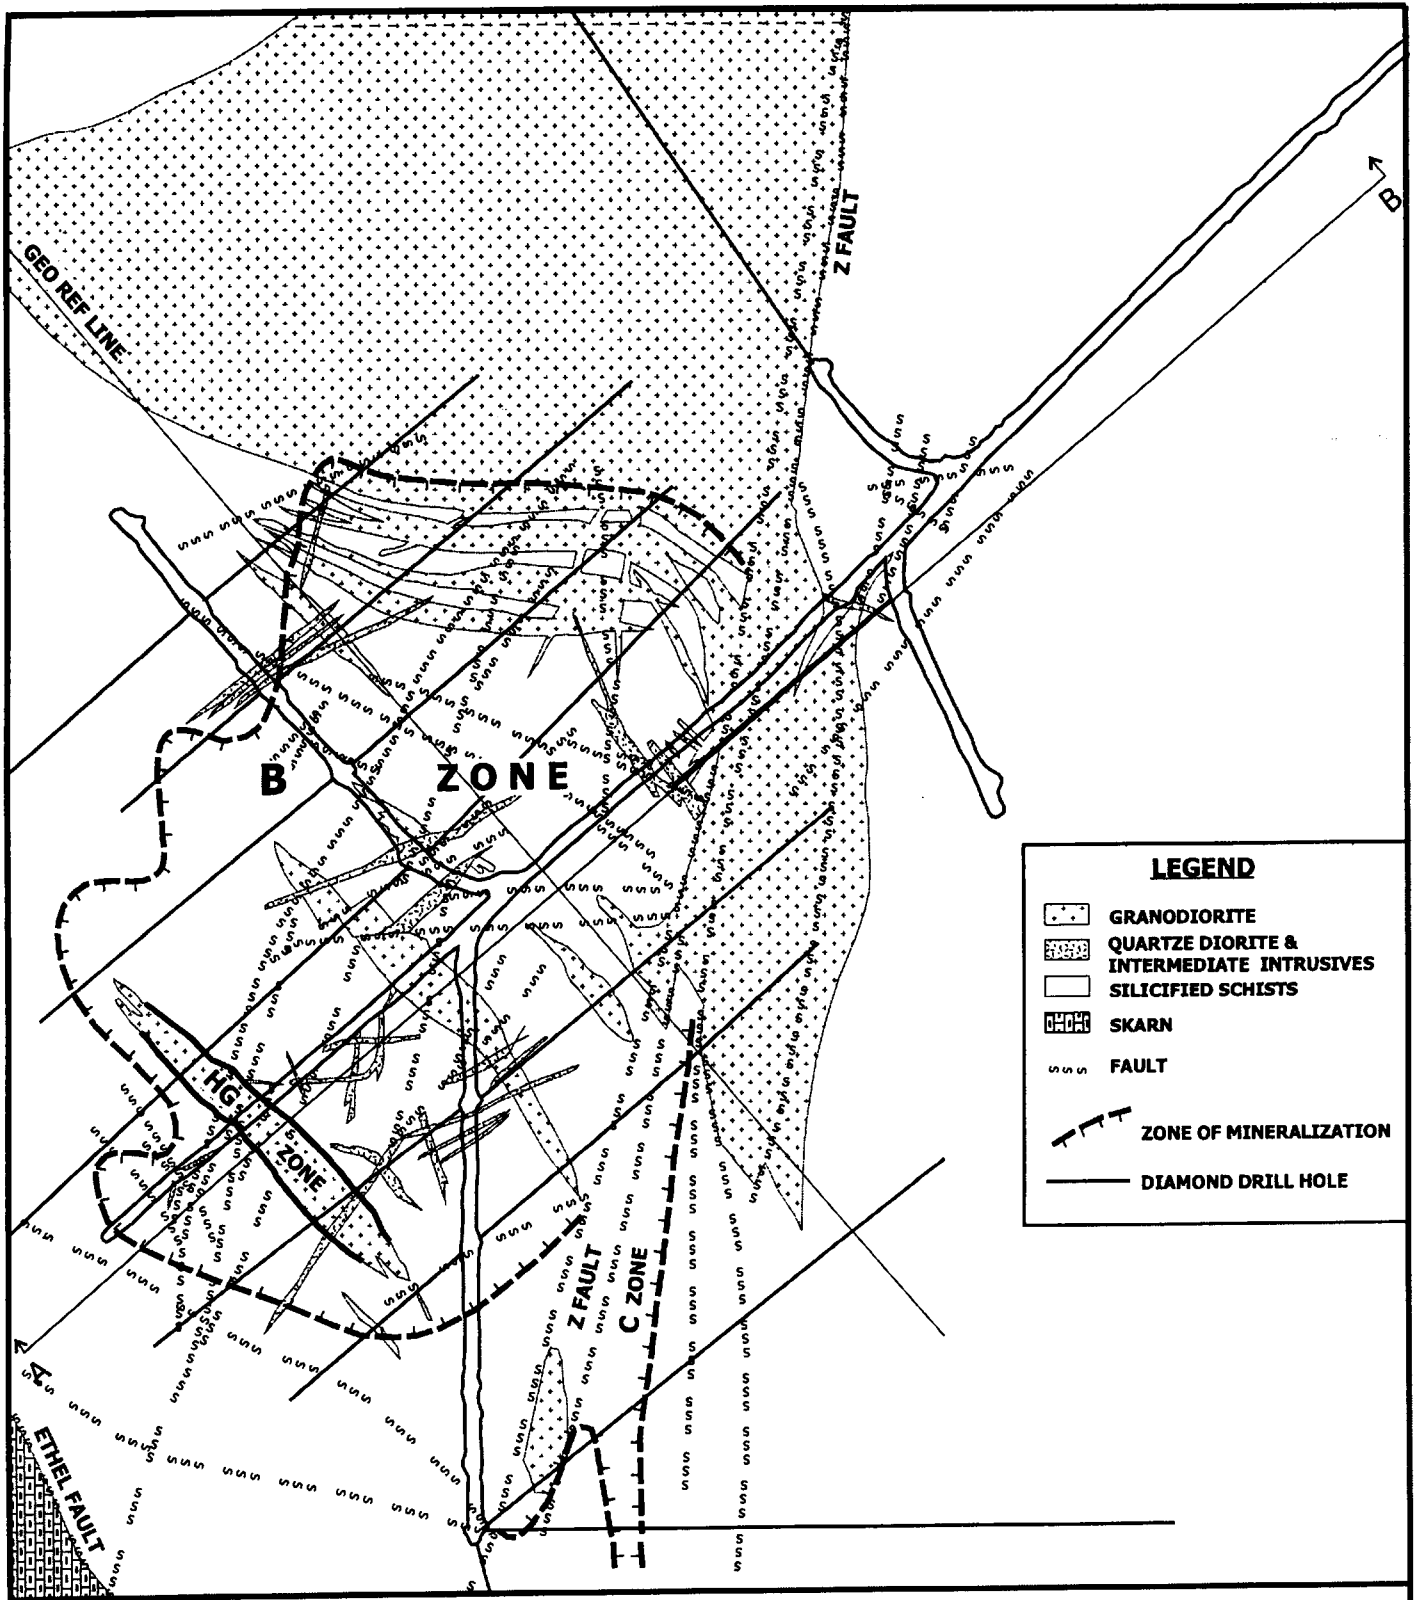 Z FAULT
B
GEO REF LINE
B ZONE
HG
ZONE
Z FAULT
C ZONE
A
ETHEL FAULT
LEGEND
GRANODIORITE
QUARTZE DIORITE &
INTERMEDIATE INTRUSIVES
SILICIFIED SCHISTS
SKARN
sss FAULT
ZONE OF MINERALIZATION
DIAMOND DRILL HOLE